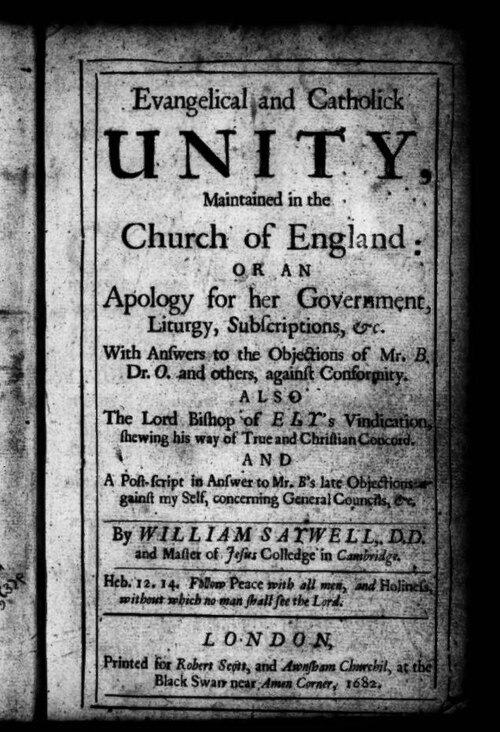 Evangelical and Catholick
UNITY,
Maintained in the
Church of England:
OR AN
Apology for her Government,
Liturgy, Subſcriptions, &c.
With Anſwers to the Objections of Mr. B.
Dr. O. and others, againſt Conformity.
ALSO
The Lord Biſhop of ELY's Vindication,
ſhewing his way of True and Chriſtian Concord.
AND
A Poſt-ſcript in Anſwer to Mr. B's late Objections a-
gainſt my Self, concerning General Councils, &c.
By WILLIAM SAYWELL, D.D.
and Maſter of Jeſus Colledge in Cambridge.
Heb. 12. 14. Follow Peace with all men, and Holineſs,
without which no man ſhall ſee the Lord.
LONDON,
Printed for Robert Scott, and Awnſham Churchil, at the
Black Swan near Amen Corner, 1682.